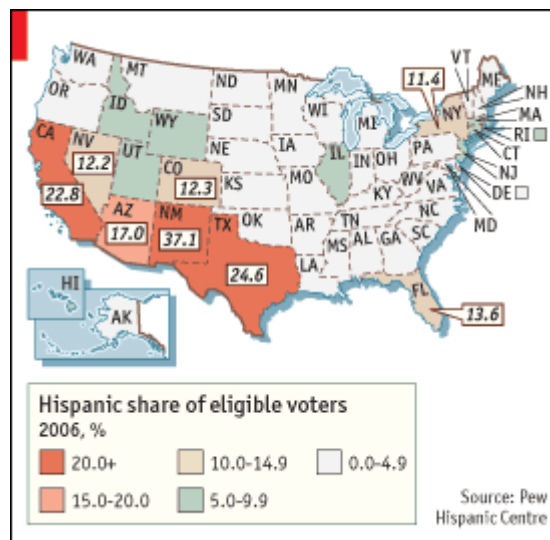 WA
MT
ND
MN
VT
ME
OR
ID
SD
WI
11.4
NH
WY
MI
NY
MA
CA
NV
NE
IA
PA
RI
12.2
UT
CO
IL
IN
OH
CT
22.8
12.3
KS
MO
WV
NJ
AZ
NM
OK
KY
VA
DE
17.0
37.1
TX
AR
TN
NC
MD
24.6
MS
AL
GA
SC
LA
HI
FL
13.6
AK
Hispanic share of eligible voters
2006, %
20.0+
10.0-14.9
0.0-4.9
15.0-20.0
5.0-9.9
Source: Pew
Hispanic Centre